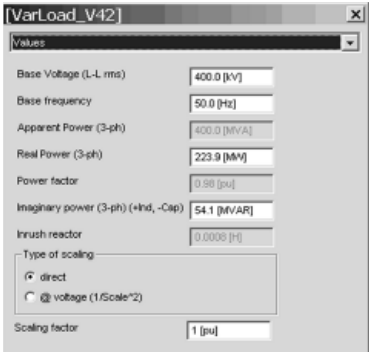 [VarLoad_V42]
Values
Base Voltage (L-L rms) 400.0 [kV]
Base frequency 50.0 [Hz]
Apparent Power (3-ph) 400.0 [MVA]
Real Power (3-ph) 223.9 [MW]
Power factor 0.98 [pu]
Imaginary power (3-ph) (+Ind, -Cap) 54.1 [MVAR]
Inrush reactor 0.0008 [H]
Type of scaling
direct
@ voltage (1/Scale^2)
Scaling factor 1 [pu]